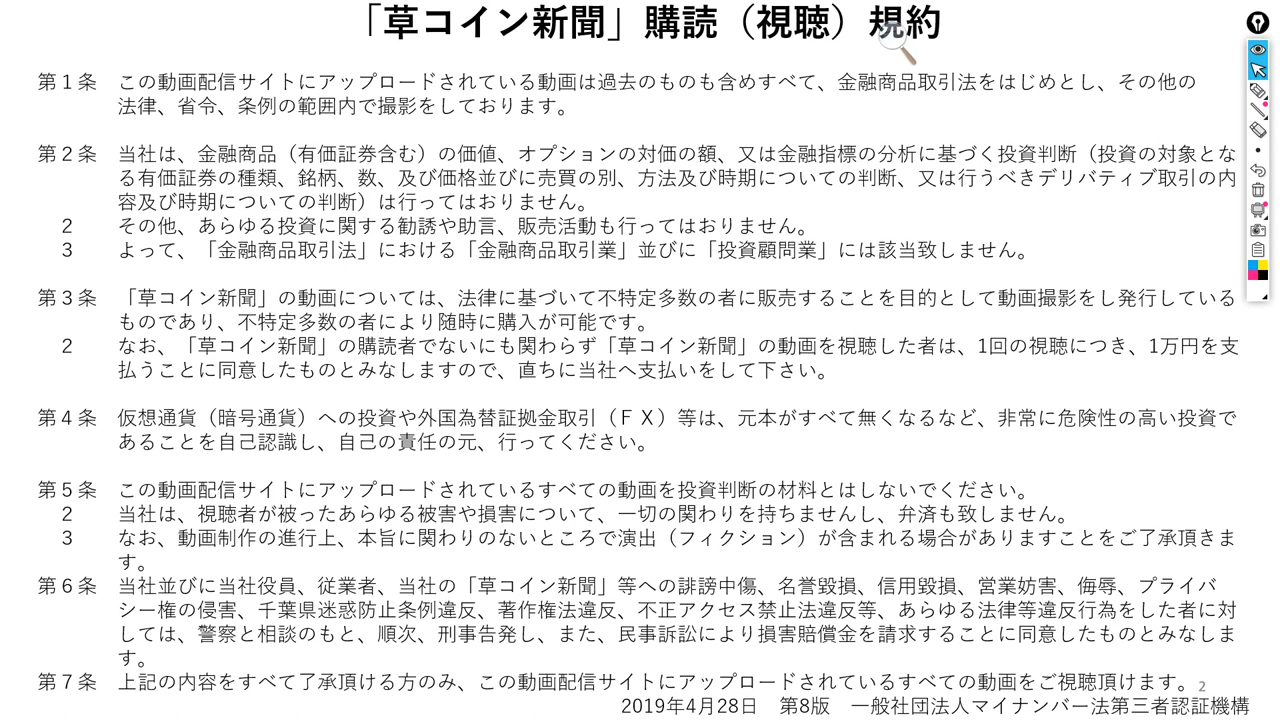 「草コイン新聞」購読（視聴）規約
第１条 この動画配信サイトにアップロードされている動画は過去のものも含めすべて、金融商品取引法をはじめとし、その他の
法律、省令、条例の範囲内で撮影をしております。
第２条 当社は、金融商品（有価証券含む）の価値、オプションの対価の額、又は金融指標の分析に基づく投資判断（投資の対象とな
る有価証券の種類、銘柄、数、及び価格並びに売買の別、方法及び時期についての判断、又は行うべきデリバティブ取引の内
容及び時期についての判断）は行ってはおりません。
２ その他、あらゆる投資に関する勧誘や助言、販売活動も行ってはおりません。
３ よって、「金融商品取引法」における「金融商品取引業」並びに「投資顧問業」には該当致しません。
第３条 「草コイン新聞」の動画については、法律に基づいて不特定多数の者に販売することを目的として動画撮影をし発行している
ものであり、不特定多数の者により随時に購入が可能です。
２ なお、「草コイン新聞」の購読者でないにも関わらず「草コイン新聞」の動画を視聴した者は、1回の視聴につき、1万円を支
払うことに同意したものとみなしますので、直ちに当社へ支払いをして下さい。
第４条 仮想通貨（暗号通貨）への投資や外国為替証拠金取引（ＦＸ）等は、元本がすべて無くなるなど、非常に危険性の高い投資で
あることを自己認識し、自己の責任の元、行ってください。
第５条 この動画配信サイトにアップロードされているすべての動画を投資判断の材料とはしないでください。
２ 当社は、視聴者が被ったあらゆる被害や損害について、一切の関わりを持ちませんし、弁済も致しません。
３ なお、動画制作の進行上、本旨に関わりのないところで演出（フィクション）が含まれる場合がありますことをご了承頂きま
す。
第６条 当社並びに当社役員、従業者、当社の「草コイン新聞」等への誹謗中傷、名誉毀損、信用毀損、営業妨害、侮辱、プライバ
シー権の侵害、千葉県迷惑防止条例違反、著作権法違反、不正アクセス禁止法違反等、あらゆる法律等違反行為をした者に対
しては、警察と相談のもと、順次、刑事告発し、また、民事訴訟により損害賠償金を請求することに同意したものとみなしま
す。
第７条 上記の内容をすべて了承頂ける方のみ、この動画配信サイトにアップロードされているすべての動画をご視聴頂けます。 2
2019年4月28日 第8版 一般社団法人マイナンバー法第三者認証機構